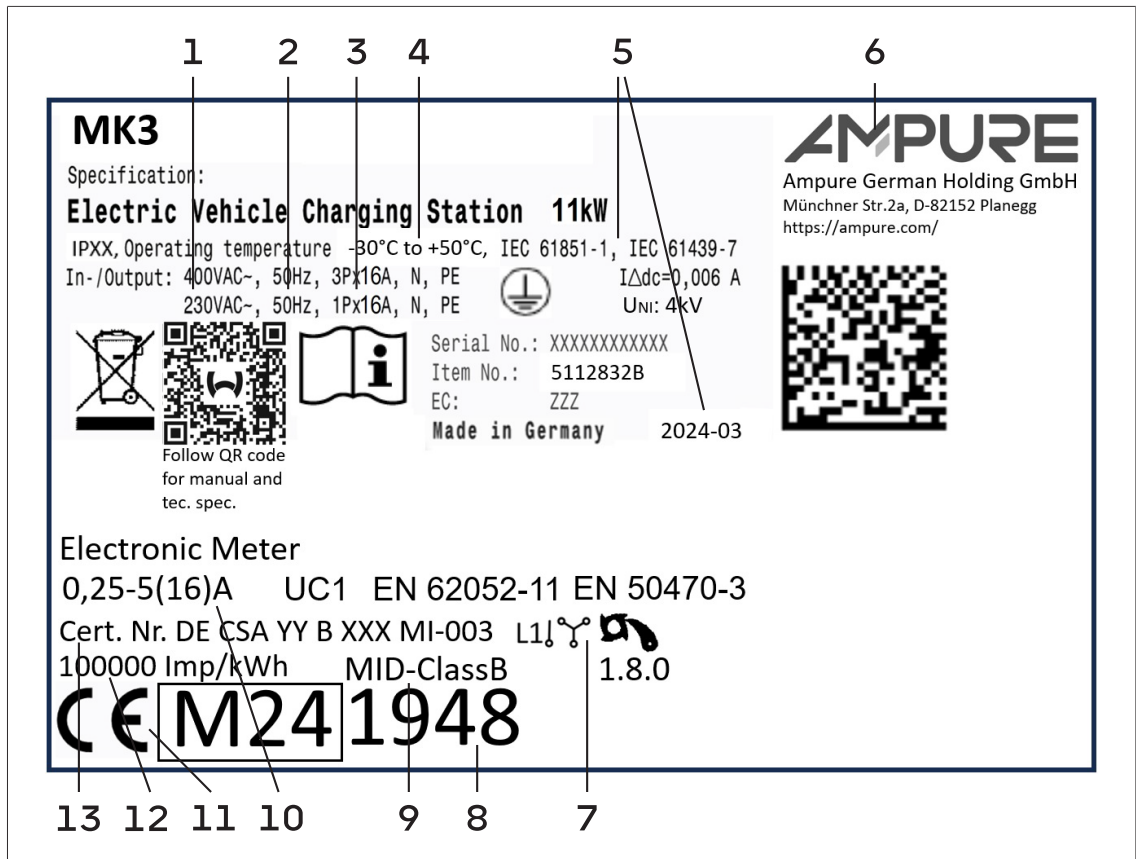 1 2 3 4 5 6
MK3
AMPURE
Specification:
Ampure German Holding GmbH
Electric Vehicle Charging Station 11kW
Münchner Str.2a, D-82152 Planegg
https://ampure.com/
IPXX, Operating temperature -30°C to +50°C, IEC 61851-1, IEC 61439-7
In-/Output: 400VAC~, 50Hz, 3Px16A, N, PE I△dc=0,006 A
230VAC~, 50Hz, 1Px16A, N, PE UNI: 4kV
Serial No.: XXXXXXXXXXXX
Item No.: 5112832B
EC: ZZZ
Made in Germany 2024-03
Follow QR code
for manual and
tec. spec.
Electronic Meter
0,25-5(16)A UC1 EN 62052-11 EN 50470-3
Cert. Nr. DE CSA YY B XXX MI-003 L1
100000 Imp/kWh MID-ClassB 1.8.0
CE M24 1948
13 12 11 10 9 8 7